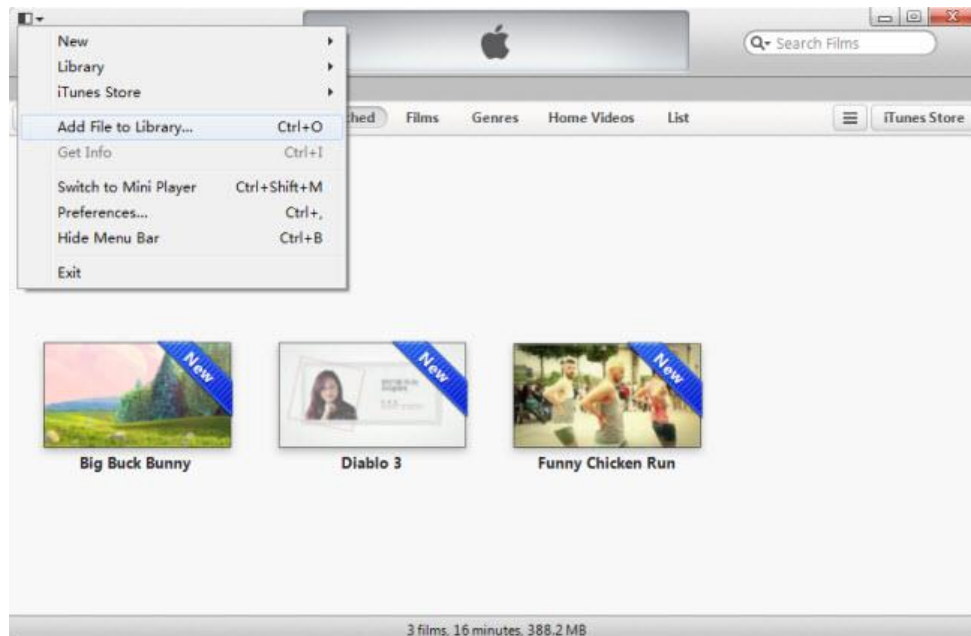 Search Films
New
Library
iTunes Store
Add File to Library... Ctrl+O
Get Info Ctrl+I
Switch to Mini Player Ctrl+Shift+M
Preferences... Ctrl+,
Hide Menu Bar Ctrl+B
Exit
Films Genres Home Videos List iTunes Store
New New New
Big Buck Bunny Diablo 3 Funny Chicken Run
3 films, 16 minutes, 388.2 MB